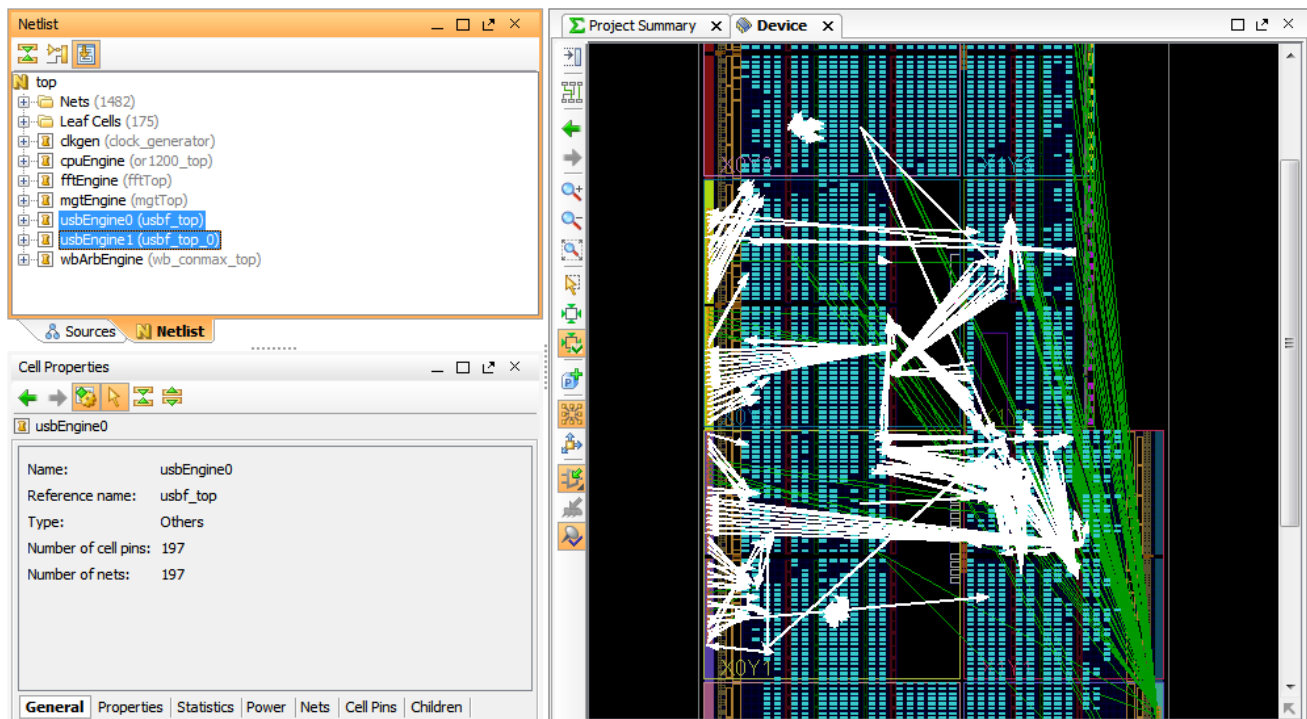 Netlist
top
Nets (1482)
Leaf Cells (175)
clkgen (clock_generator)
cpuEngine (or1200_top)
fftEngine (fftTop)
mgtEngine (mgtTop)
usbEngine0 (usbf_top)
usbEngine1 (usbf_top_0)
wbArbEngine (wb_conmax_top)
Sources Netlist
Cell Properties
usbEngine0
Name: usbEngine0
Reference name: usbf_top
Type: Others
Number of cell pins: 197
Number of nets: 197
General Properties Statistics Power Nets Cell Pins Children
Project Summary Device
X0Y1